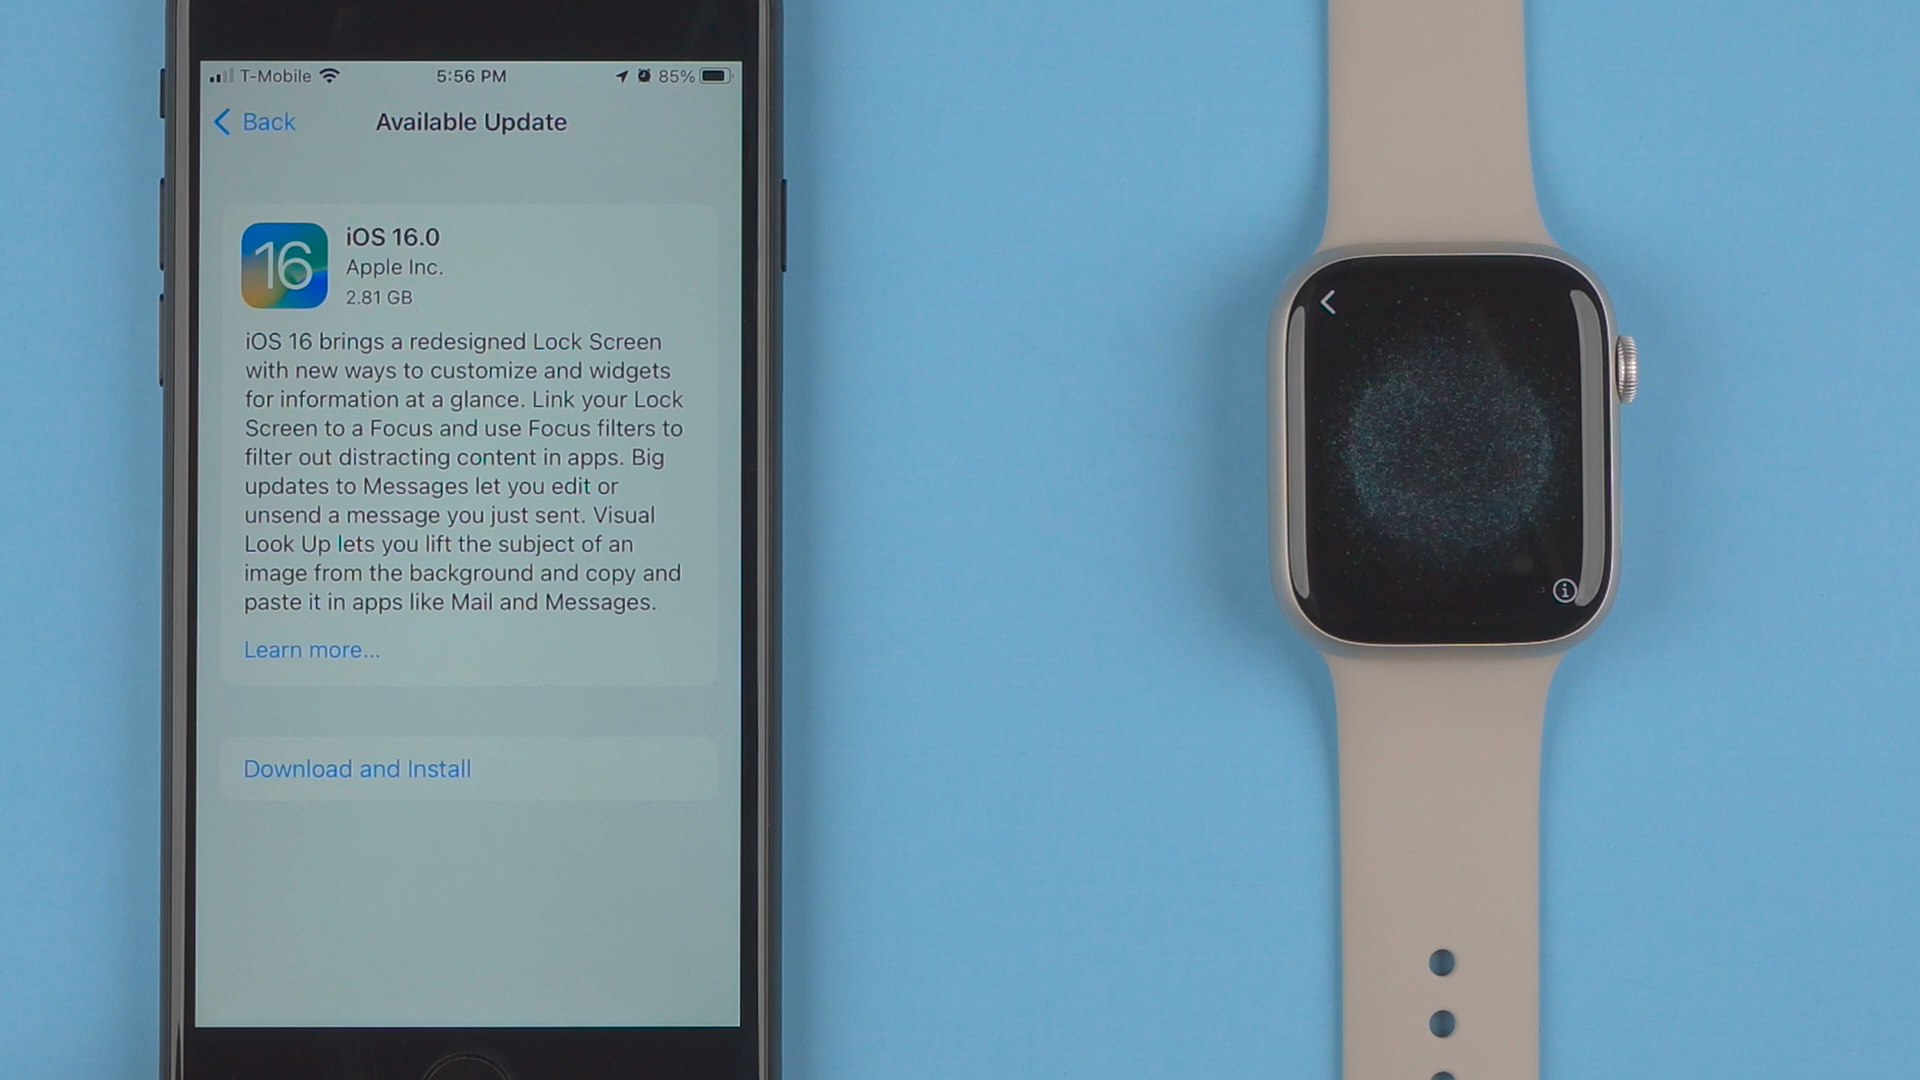 T-Mobile 5:56 PM 85%
Back Available Update
16
iOS 16.0
Apple Inc.
2.81 GB
iOS 16 brings a redesigned Lock Screen
with new ways to customize and widgets
for information at a glance. Link your Lock
Screen to a Focus and use Focus filters to
filter out distracting content in apps. Big
updates to Messages let you edit or
unsend a message you just sent. Visual
Look Up lets you lift the subject of an
image from the background and copy and
paste it in apps like Mail and Messages.
Learn more...
Download and Install
i